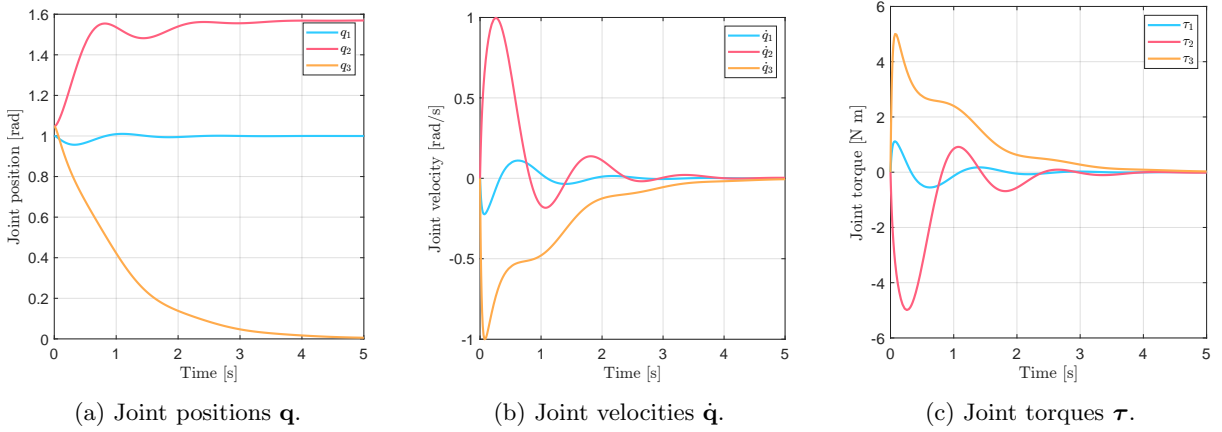 1.6
1.4
1.2
1
0.8
0.6
0.4
0.2
0
Joint position [rad]
q₁
q₂
q₃
0 1 2 3 4 5
Time [s]
(a) Joint positions q.
1
0.5
0
-0.5
-1
Joint velocity [rad/s]
q̇₁
q̇₂
q̇₃
0 1 2 3 4 5
Time [s]
(b) Joint velocities q̇.
6
4
2
0
-2
-4
-6
Joint torque [N m]
τ₁
τ₂
τ₃
0 1 2 3 4 5
Time [s]
(c) Joint torques τ.